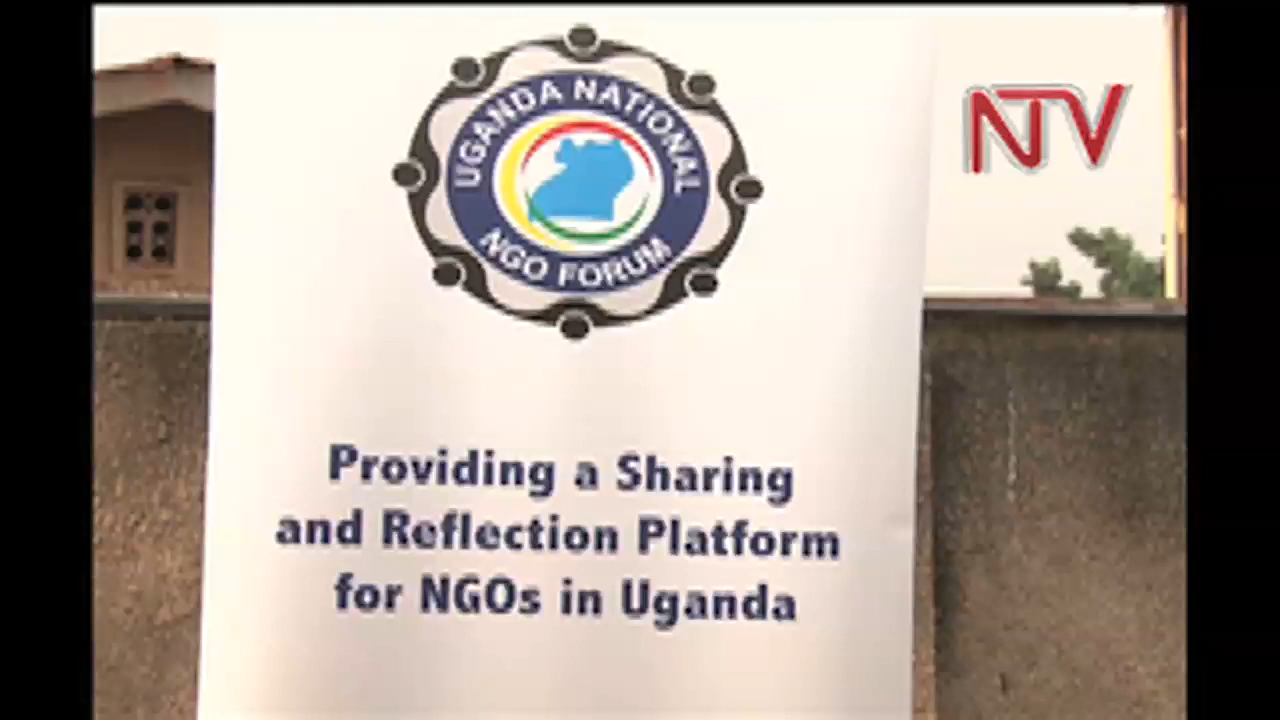 UGANDA NATIONAL
NGO FORUM
NTV
Providing a Sharing
and Reflection Platform
for NGOs in Uganda